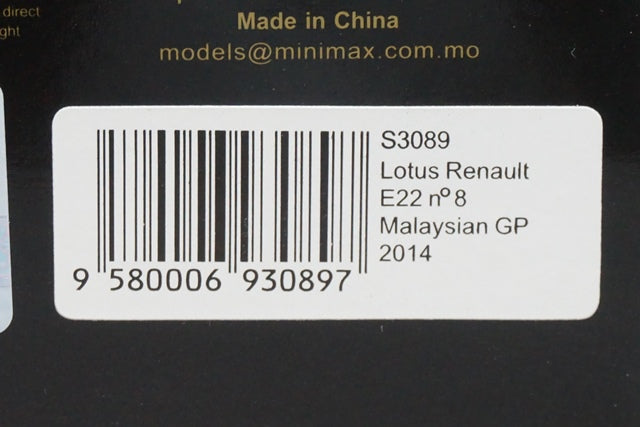 direct
ght
Made in China
models@minimax.com.mo
S3089
Lotus Renault
E22 nº8
Malaysian GP
2014
9 580006 930897